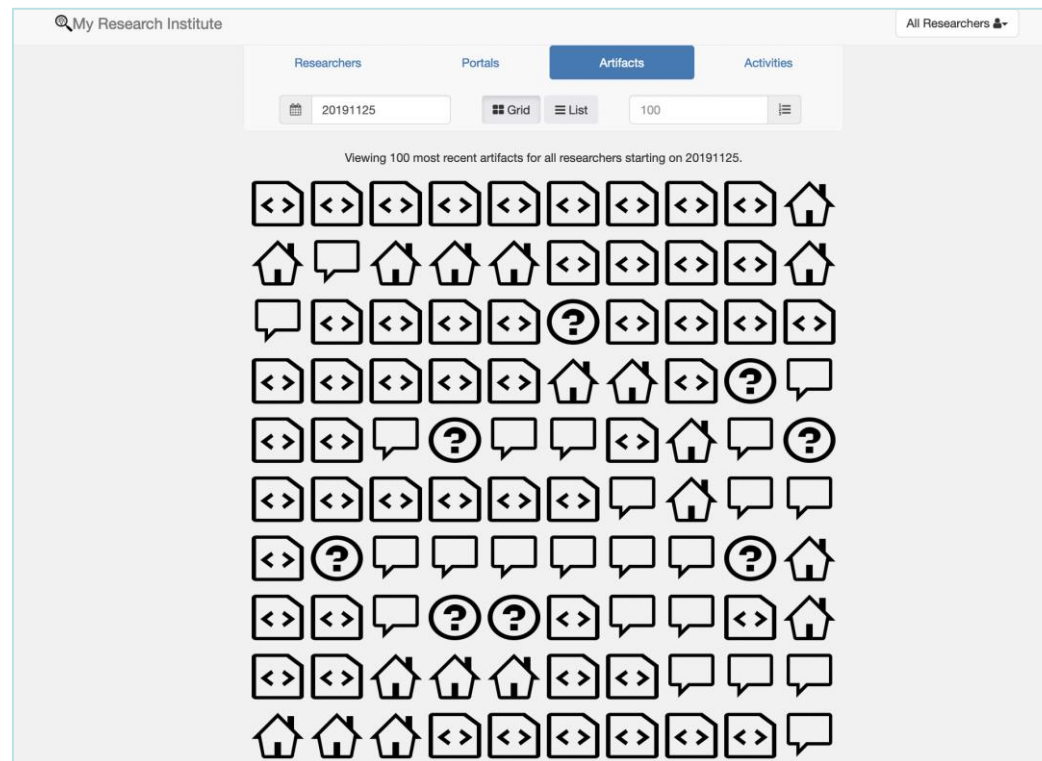 My Research Institute
All Researchers
Researchers Portals Artifacts Activities
20191125 Grid List 100
Viewing 100 most recent artifacts for all researchers starting on 20191125.